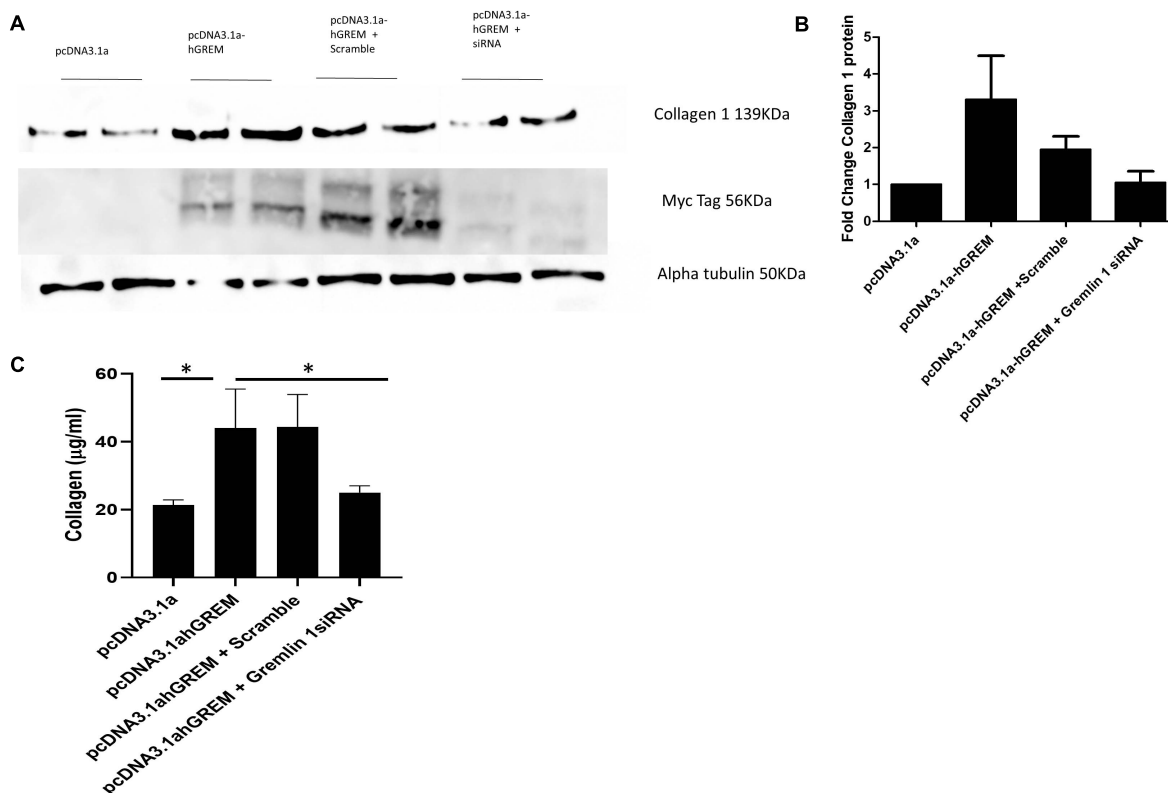 A
pcDNA3.1a
pcDNA3.1a-
hGREM
pcDNA3.1a-
hGREM +
Scramble
pcDNA3.1a-
hGREM +
siRNA
Collagen 1 139KDa
Myc Tag 56KDa
Alpha tubulin 50KDa
B
Fold Change Collagen 1 protein
5
4
3
2
1
0
pcDNA3.1a
pcDNA3.1a-hGREM
pcDNA3.1a-hGREM +Scramble
pcDNA3.1a-hGREM + Gremlin 1 siRNA
C
Collagen (µg/ml)
60
40
20
0
*
*
pcDNA3.1a
pcDNA3.1ahGREM
pcDNA3.1ahGREM + Scramble
pcDNA3.1ahGREM + Gremlin 1siRNA